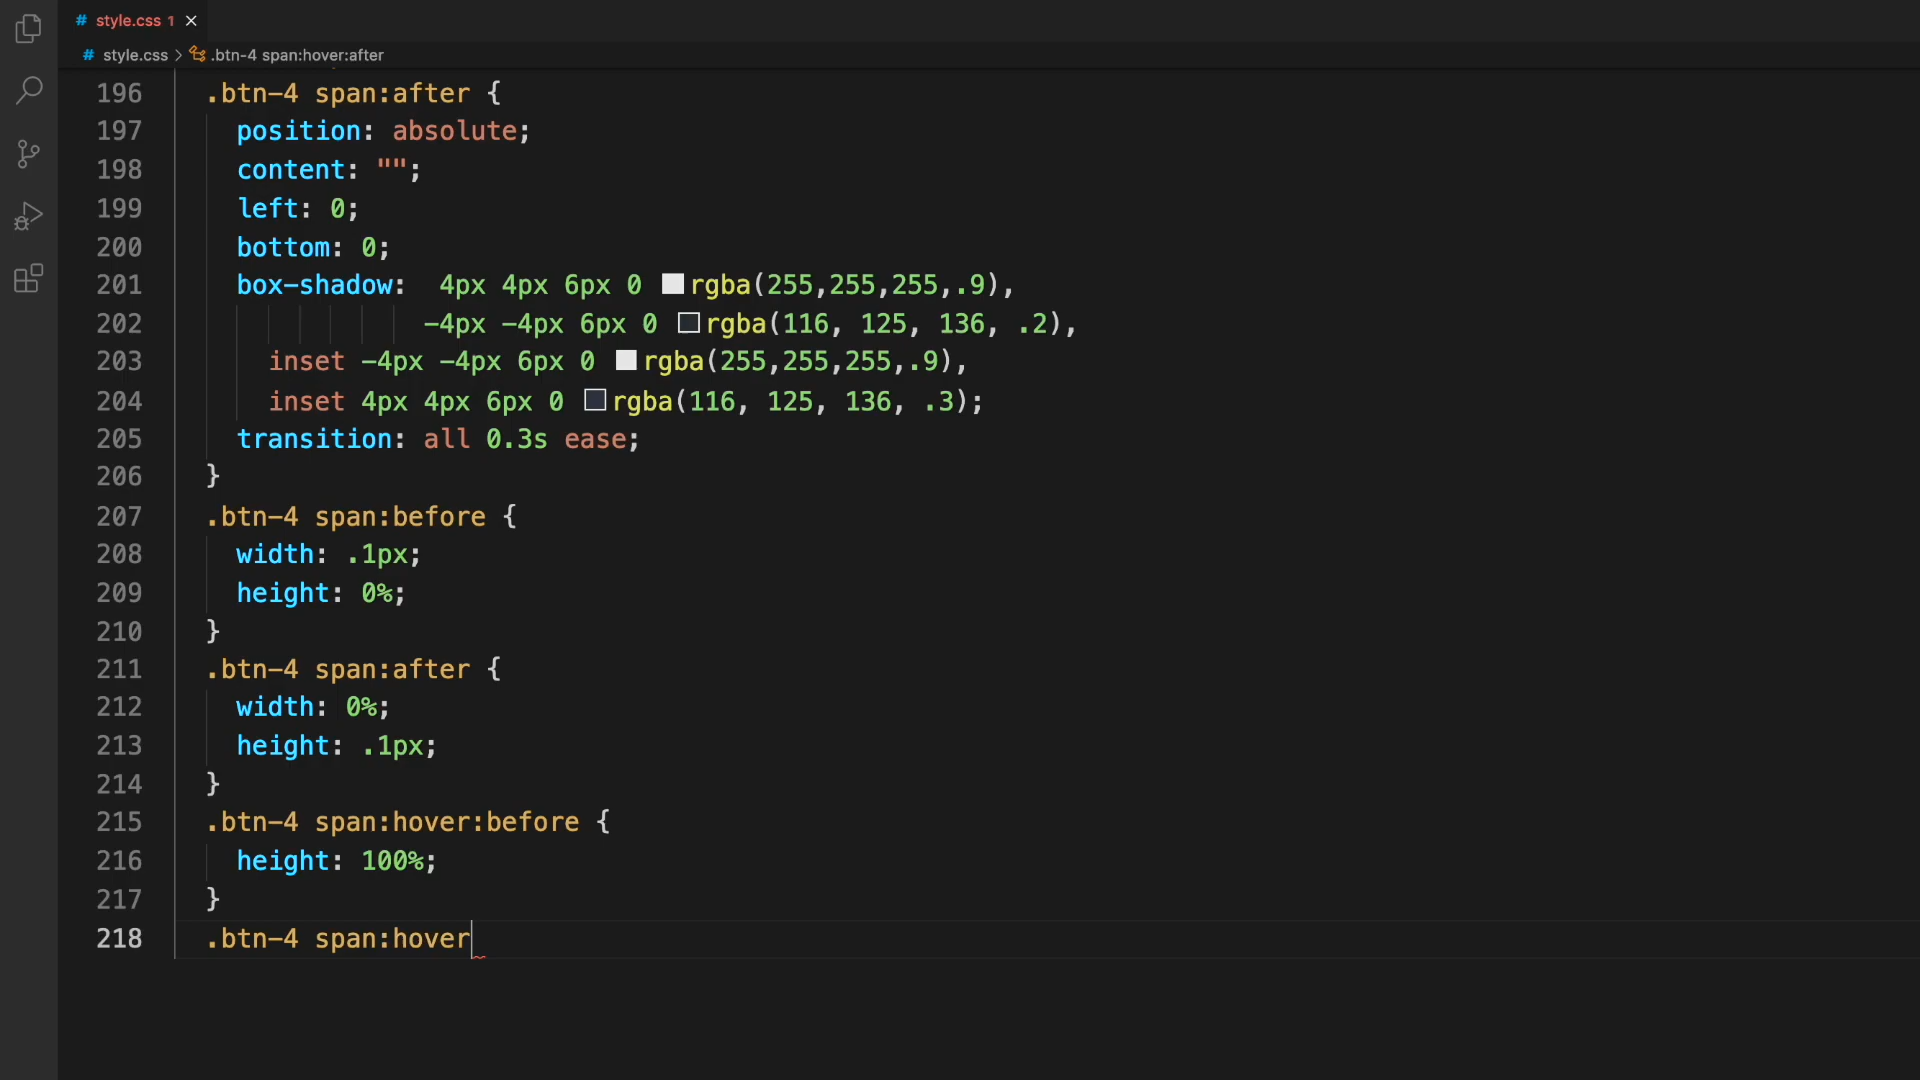 # style.css 1 ×
# style.css > .btn-4 span:hover:after
196 .btn-4 span:after {
197 position: absolute;
198 content: "";
199 left: 0;
200 bottom: 0;
201 box-shadow: 4px 4px 6px 0 rgba(255,255,255,.9),
202 -4px -4px 6px 0 rgba(116, 125, 136, .2),
203 inset -4px -4px 6px 0 rgba(255,255,255,.9),
204 inset 4px 4px 6px 0 rgba(116, 125, 136, .3);
205 transition: all 0.3s ease;
206 }
207 .btn-4 span:before {
208 width: .1px;
209 height: 0%;
210 }
211 .btn-4 span:after {
212 width: 0%;
213 height: .1px;
214 }
215 .btn-4 span:hover:before {
216 height: 100%;
217 }
218 .btn-4 span:hover